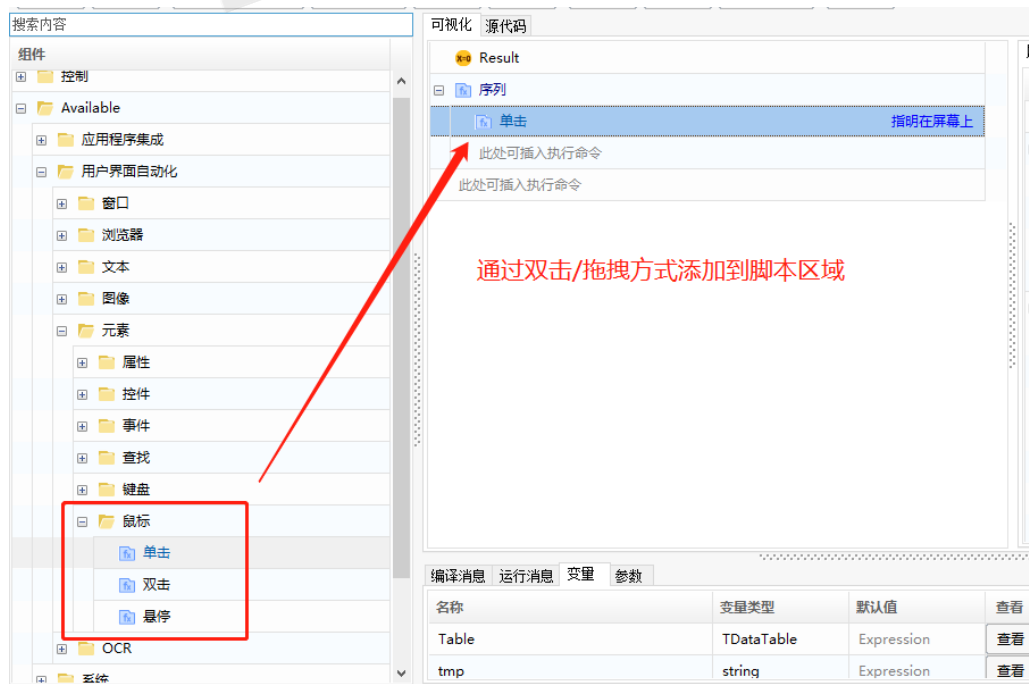 搜索内容
组件
控制
Available
应用程序集成
用户界面自动化
窗口
浏览器
文本
图像
元素
属性
控件
事件
查找
键盘
鼠标
单击
双击
悬停
OCR
系统
可视化 源代码
x=0 Result
序列
单击 指明在屏幕上
此处可插入执行命令
此处可插入执行命令
通过双击/拖拽方式添加到脚本区域
编译消息 运行消息 变量 参数
名称 变量类型 默认值 查看
Table TDataTable Expression 查看
tmp string Expression 查看